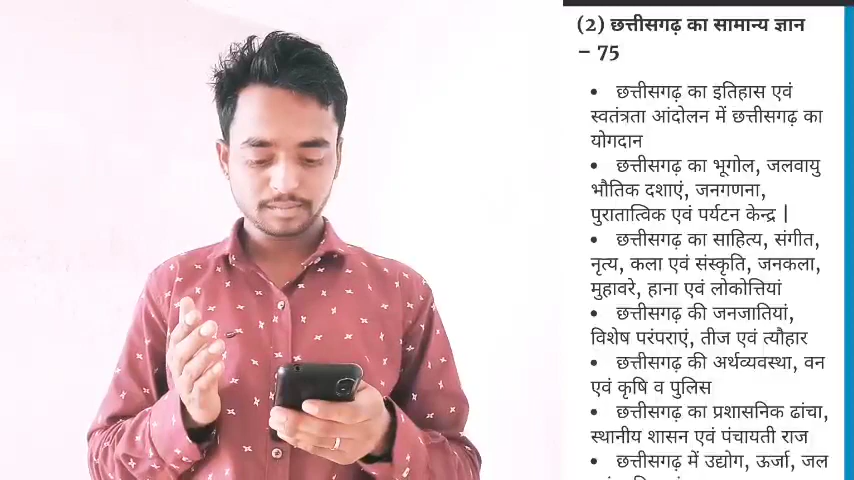 (2) छत्तीसगढ़ का सामान्य ज्ञान
– 75
• छत्तीसगढ़ का इतिहास एवं
स्वतंत्रता आंदोलन में छत्तीसगढ़ का
योगदान
• छत्तीसगढ़ का भूगोल, जलवायु
भौतिक दशाएं, जनगणना,
पुरातात्विक एवं पर्यटन केन्द्र |
• छत्तीसगढ़ का साहित्य, संगीत,
नृत्य, कला एवं संस्कृति, जनकला,
मुहावरे, हाना एवं लोकोत्तियां
• छत्तीसगढ़ की जनजातियां,
विशेष परंपराएं, तीज एवं त्यौहार
• छत्तीसगढ़ की अर्थव्यवस्था, वन
एवं कृषि व पुलिस
• छत्तीसगढ़ का प्रशासनिक ढांचा,
स्थानीय शासन एवं पंचायती राज
• छत्तीसगढ़ में उद्योग, ऊर्जा, जल